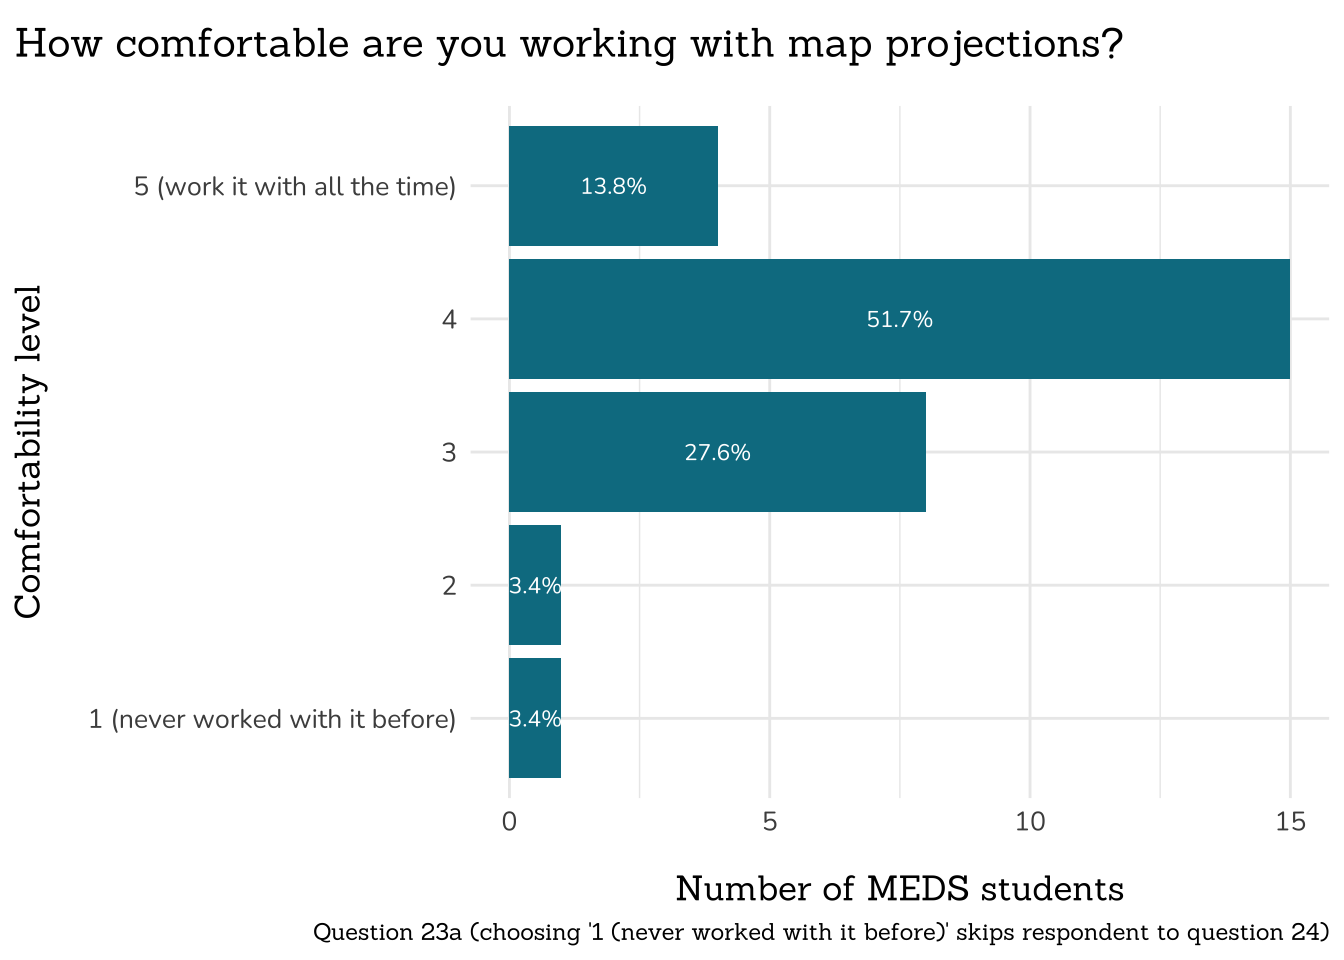 How comfortable are you working with map projections?
Comfortability level
5 (work it with all the time)
13.8%
4
51.7%
3
27.6%
2
3.4%
1 (never worked with it before)
3.4%
0
5
10
15
Number of MEDS students
Question 23a (choosing '1 (never worked with it before)' skips respondent to question 24)